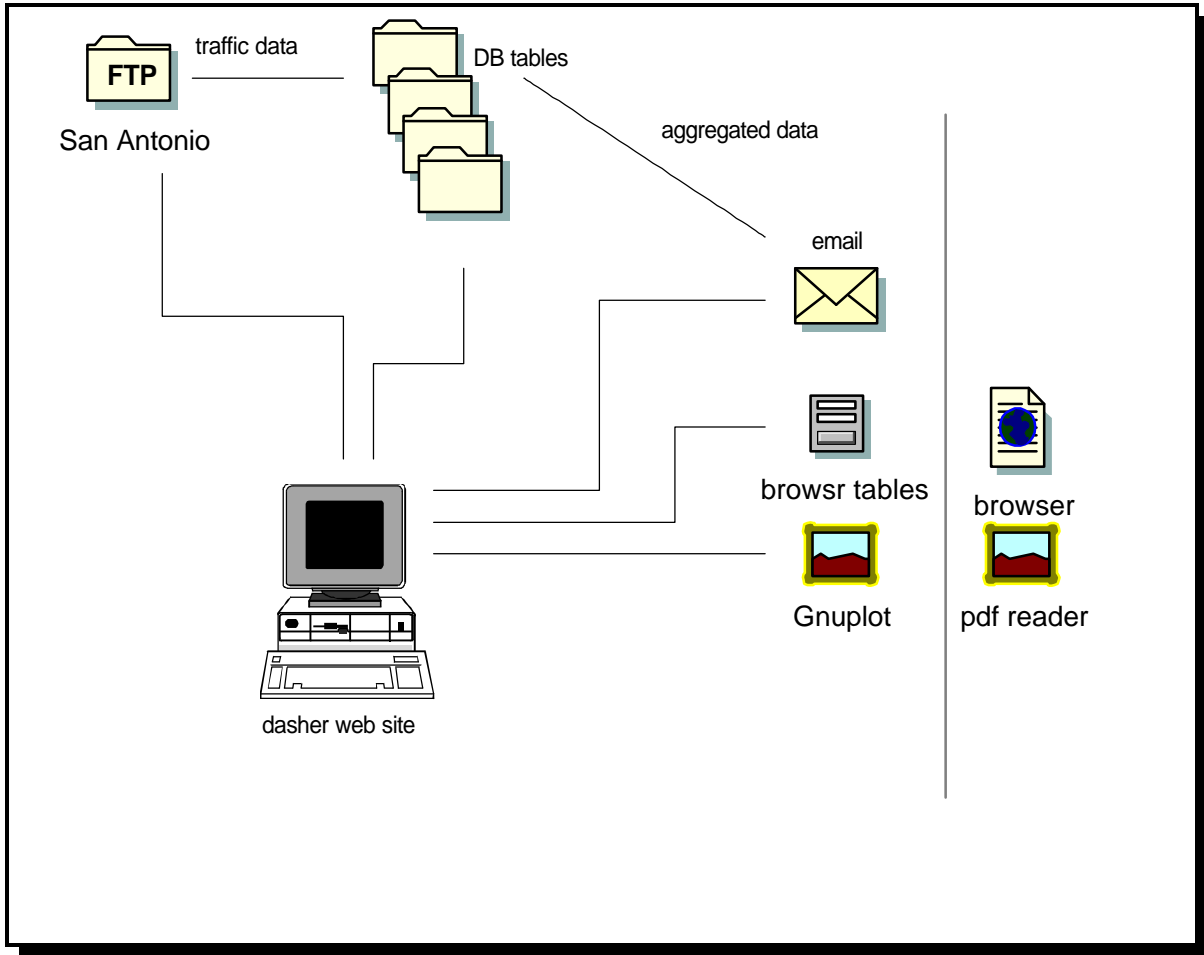 traffic data
FTP
DB tables
San Antonio
aggregated data
email
browsr tables
browser
Gnuplot
pdf reader
dasher web site